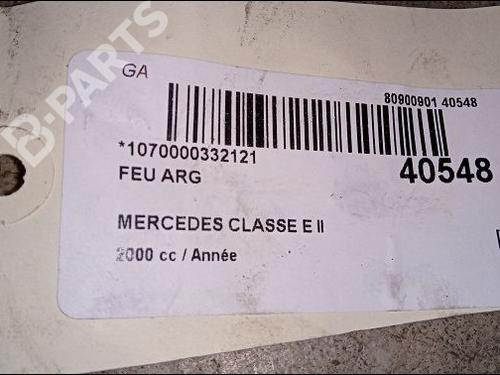 B-PARTS
GA
80900901 40548
*1070000332121
40548
FEU ARG
MERCEDES CLASSE E II
2000 cc / Année